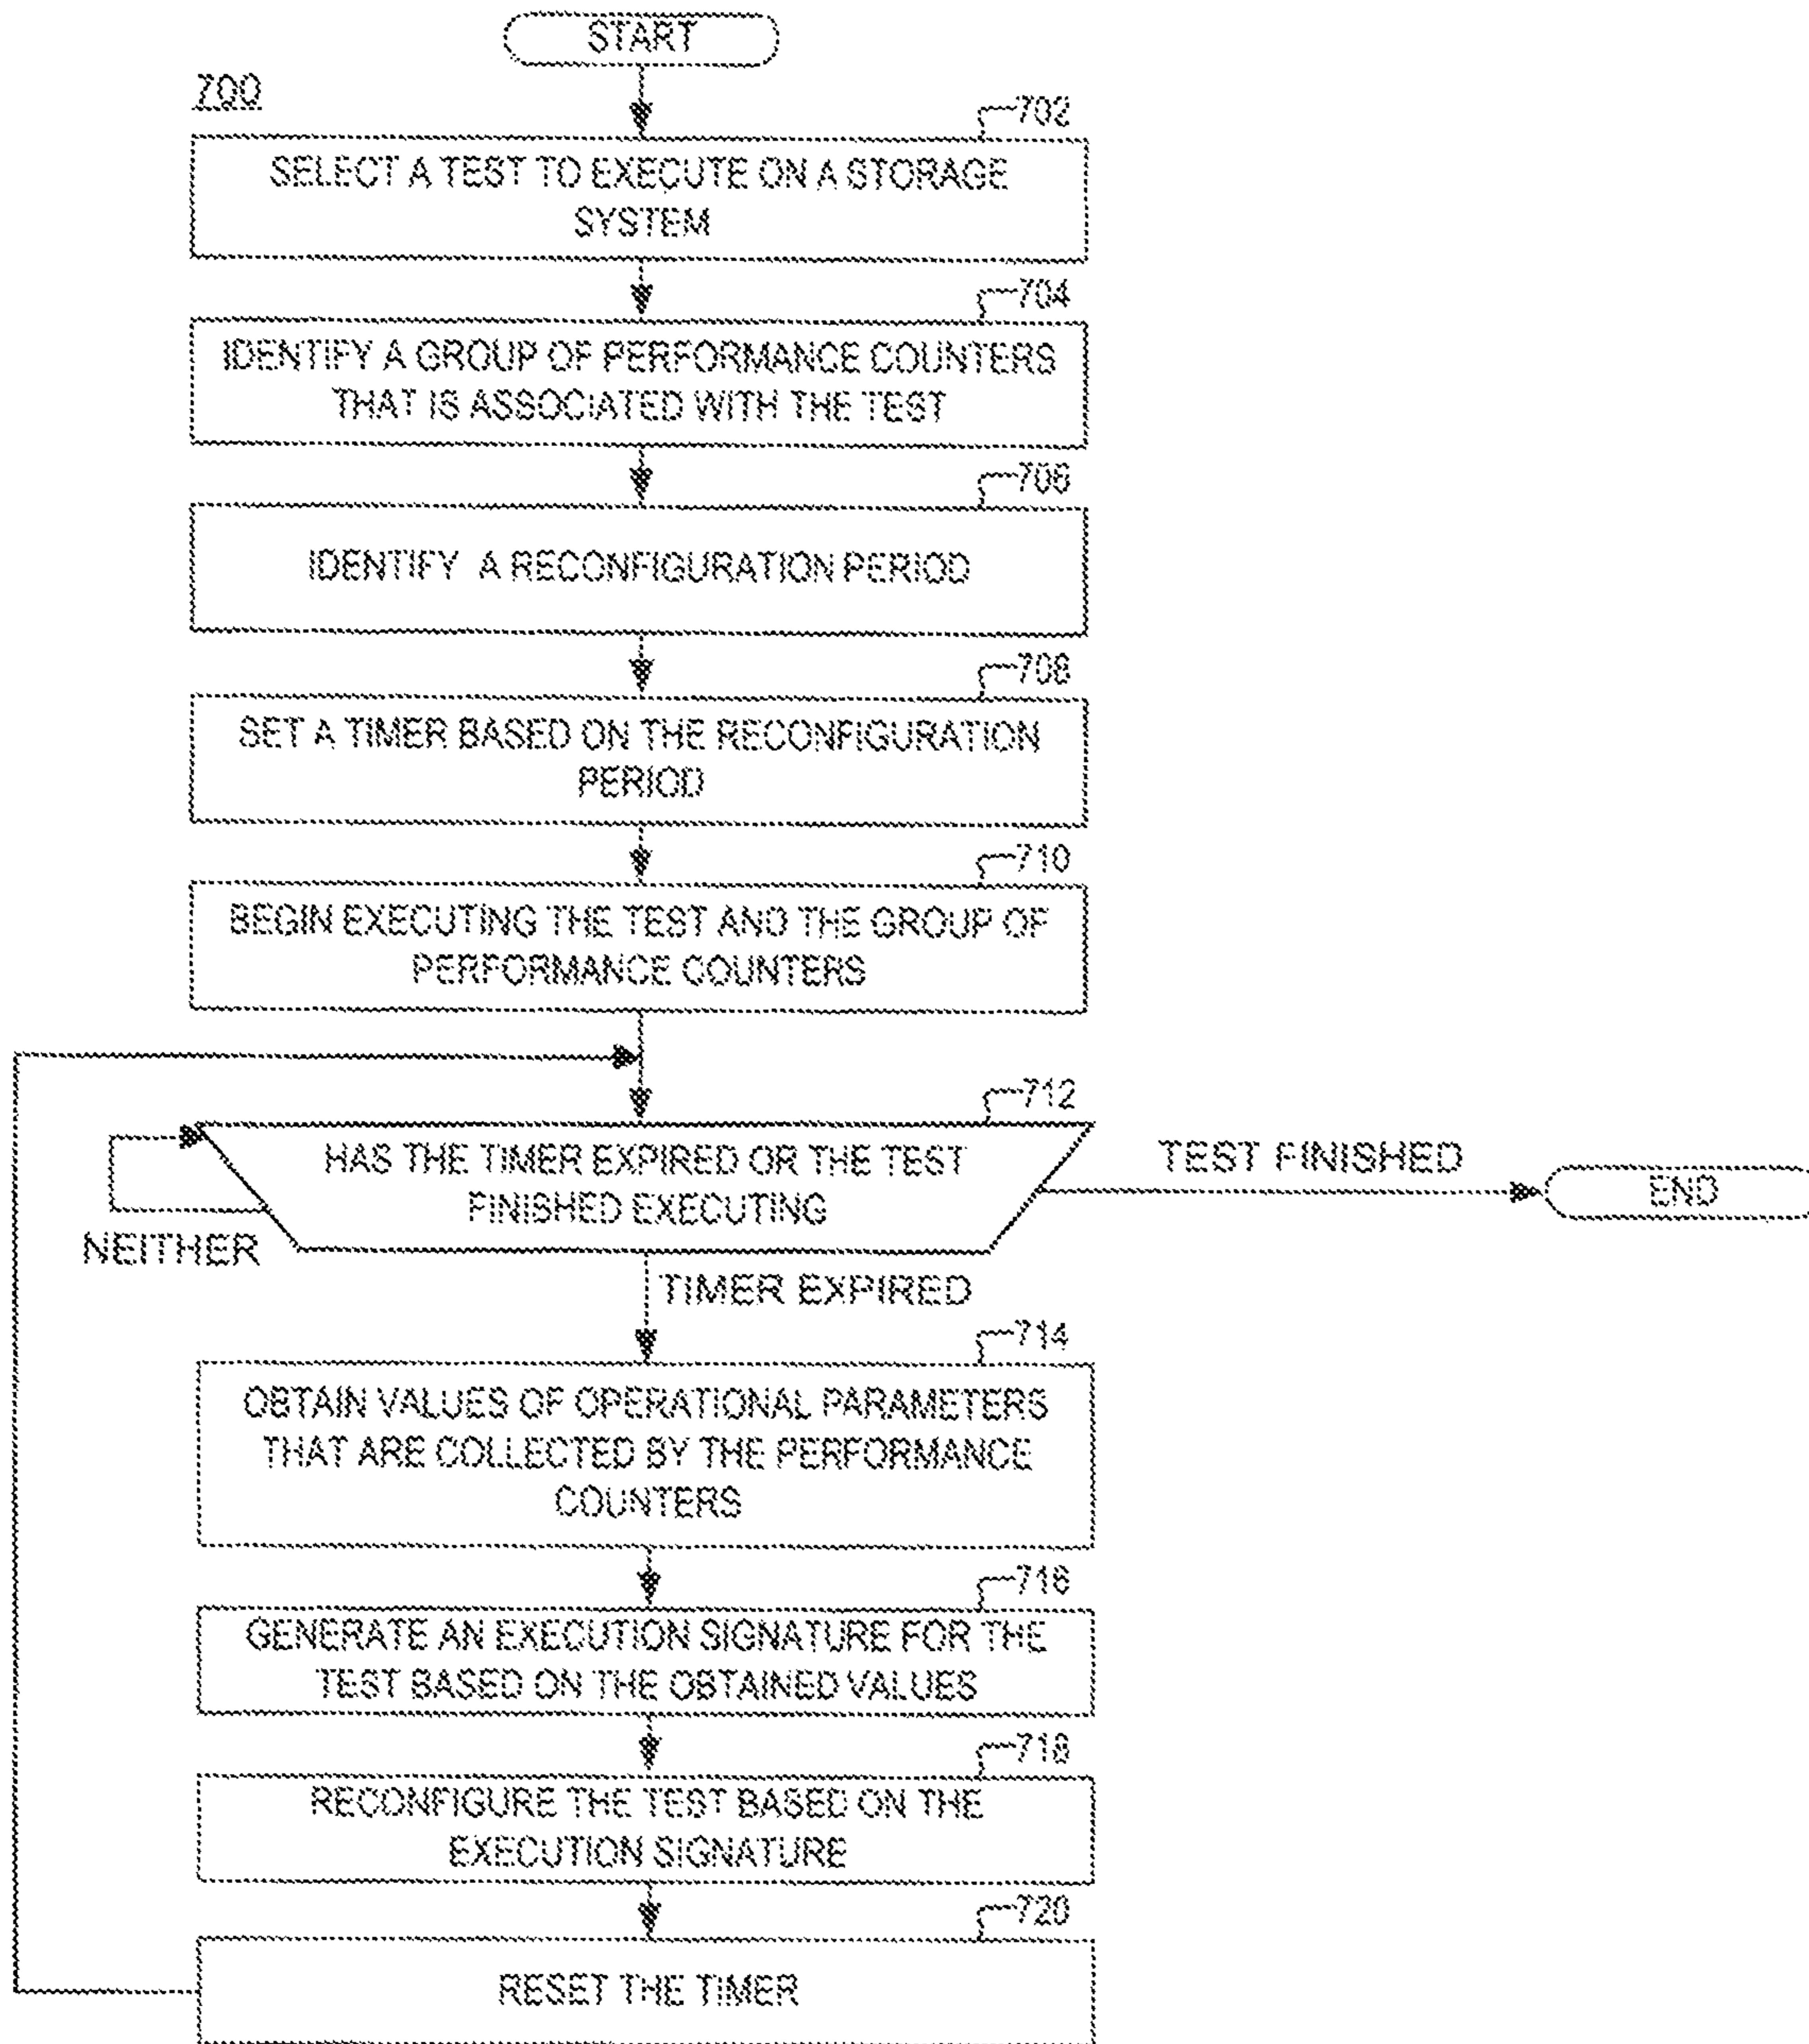 START
700
702
SELECT A TEST TO EXECUTE ON A STORAGE
SYSTEM
704
IDENTIFY A GROUP OF PERFORMANCE COUNTERS
THAT IS ASSOCIATED WITH THE TEST
706
IDENTIFY A RECONFIGURATION PERIOD
708
SET A TIMER BASED ON THE RECONFIGURATION
PERIOD
710
BEGIN EXECUTING THE TEST AND THE GROUP OF
PERFORMANCE COUNTERS
712
HAS THE TIMER EXPIRED OR THE TEST
FINISHED EXECUTING
TEST FINISHED
END
NEITHER
TIMER EXPIRED
714
OBTAIN VALUES OF OPERATIONAL PARAMETERS
THAT ARE COLLECTED BY THE PERFORMANCE
COUNTERS
716
GENERATE AN EXECUTION SIGNATURE FOR THE
TEST BASED ON THE OBTAINED VALUES
718
RECONFIGURE THE TEST BASED ON THE
EXECUTION SIGNATURE
720
RESET THE TIMER